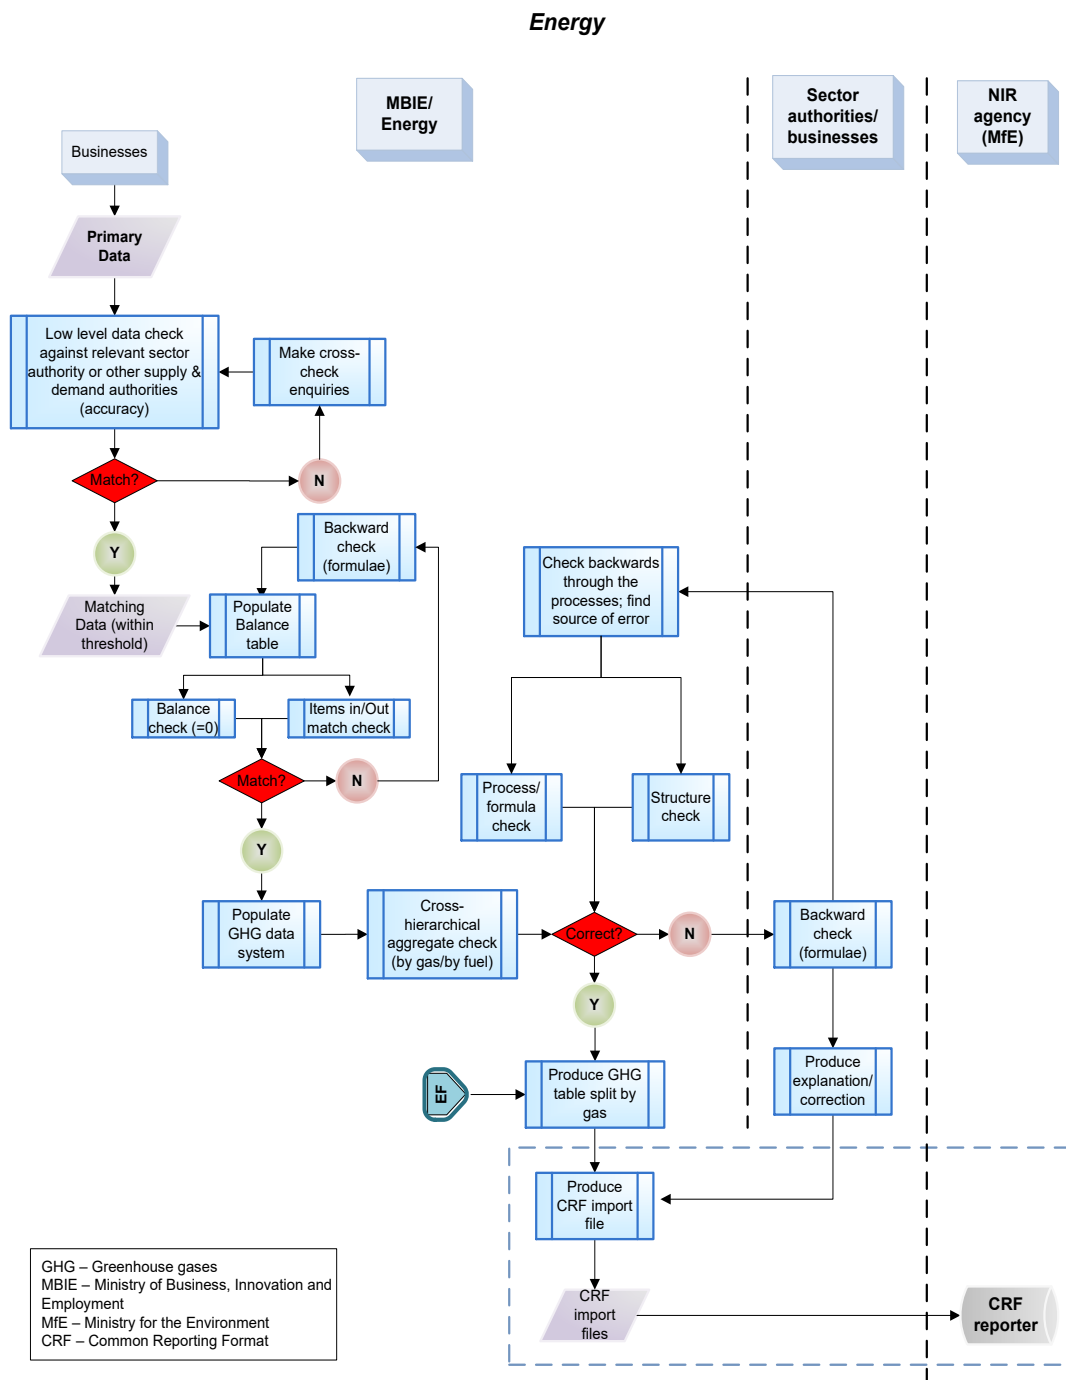 Energy
MBIE/
Energy
Sector
authorities/
businesses
NIR
agency
(MfE)
Businesses
Primary
Data
Low level data check
against relevant sector
authority or other supply &
demand authorities
(accuracy)
Make cross-
check
enquiries
Match?
N
Y
Backward
check
(formulae)
Matching
Data (within
threshold)
Populate
Balance
table
Check backwards
through the
processes; find
source of error
Balance
check (=0)
Items in/Out
match check
Match?
N
Y
Process/
formula
check
Structure
check
Populate
GHG data
system
Cross-
hierarchical
aggregate check
(by gas/by fuel)
Correct?
N
Backward
check
(formulae)
Y
EF
Produce GHG
table split by
gas
Produce
explanation/
correction
Produce
CRF import
file
CRF
import
files
CRF
reporter
GHG – Greenhouse gases
MBIE – Ministry of Business, Innovation and
Employment
MfE – Ministry for the Environment
CRF – Common Reporting Format